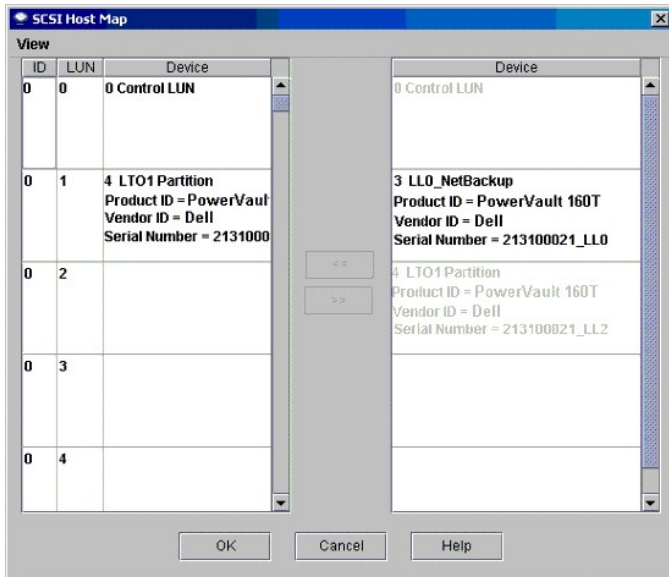 SCSI Host Map
View
ID LUN Device
0 0 0 Control LUN
0 1 4 LTO1 Partition
Product ID = PowerVaul
Vendor ID = Dell
Serial Number = 2131000
0 2
0 3
0 4
<<
>>
Device
0 Control LUN
3 LL0_NetBackup
Product ID = PowerVault 160T
Vendor ID = Dell
Serial Number = 213100021_LL0
4 LTO1 Partition
Product ID = PowerVault 160T
Vendor ID = Dell
Serial Number = 213100021_LL2
OK Cancel Help